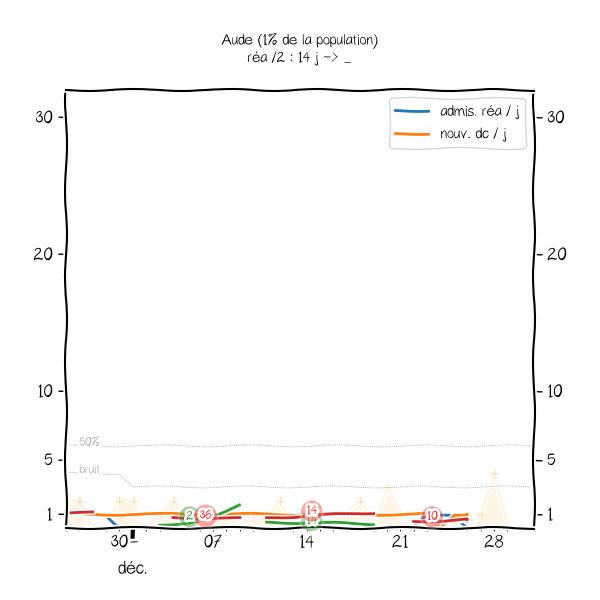 Aude (1% de la population)
réa /2 : 14 j -> _
admis. réa / j
nouv. dc / j
30 30
20 20
10 10
50%
5 5
bruit
1 2 36 14 14 10 1
30 07 14 21 28
déc.